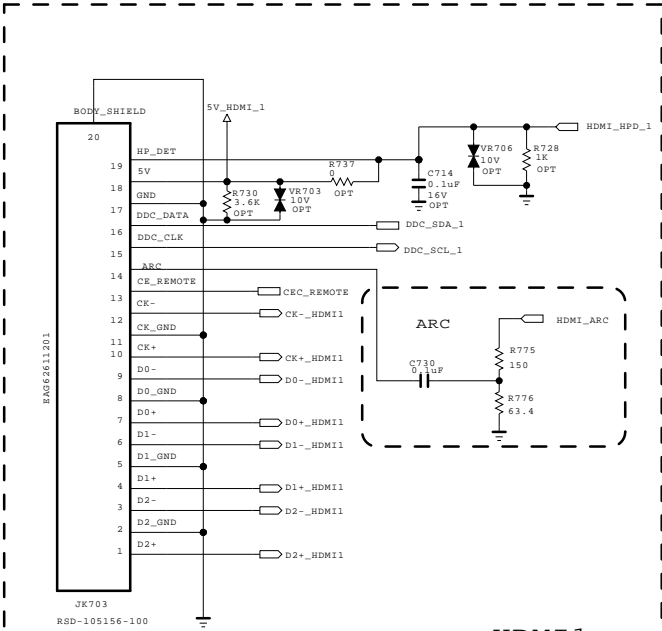 BODY_SHIELD
20
5V_HDMI_1
HDMI_HPD_1
HP_DET
19
5V
18
GND
17
DDC_DATA
16
DDC_CLK
15
ARC
14
CE_REMOTE
13
CK-
12
CK_GND
11
CK+
10
D0-
9
D0_GND
8
D0+
7
D1-
6
D1_GND
5
D1+
4
D2-
3
D2_GND
2
D2+
1
EAG62611201
JK703
RSD-105156-100
R730
3.6K
OPT
VR703
10V
OPT
R737
0
OPT
C714
0.1uF
16V
OPT
VR706
10V
OPT
R728
1K
OPT
DDC_SDA_1
DDC_SCL_1
CEC_REMOTE
CK-_HDMI1
CK+_HDMI1
D0-_HDMI1
D0+_HDMI1
D1-_HDMI1
D1+_HDMI1
D2-_HDMI1
D2+_HDMI1
ARC
HDMI_ARC
C730
0.1uF
R775
150
R776
63.4